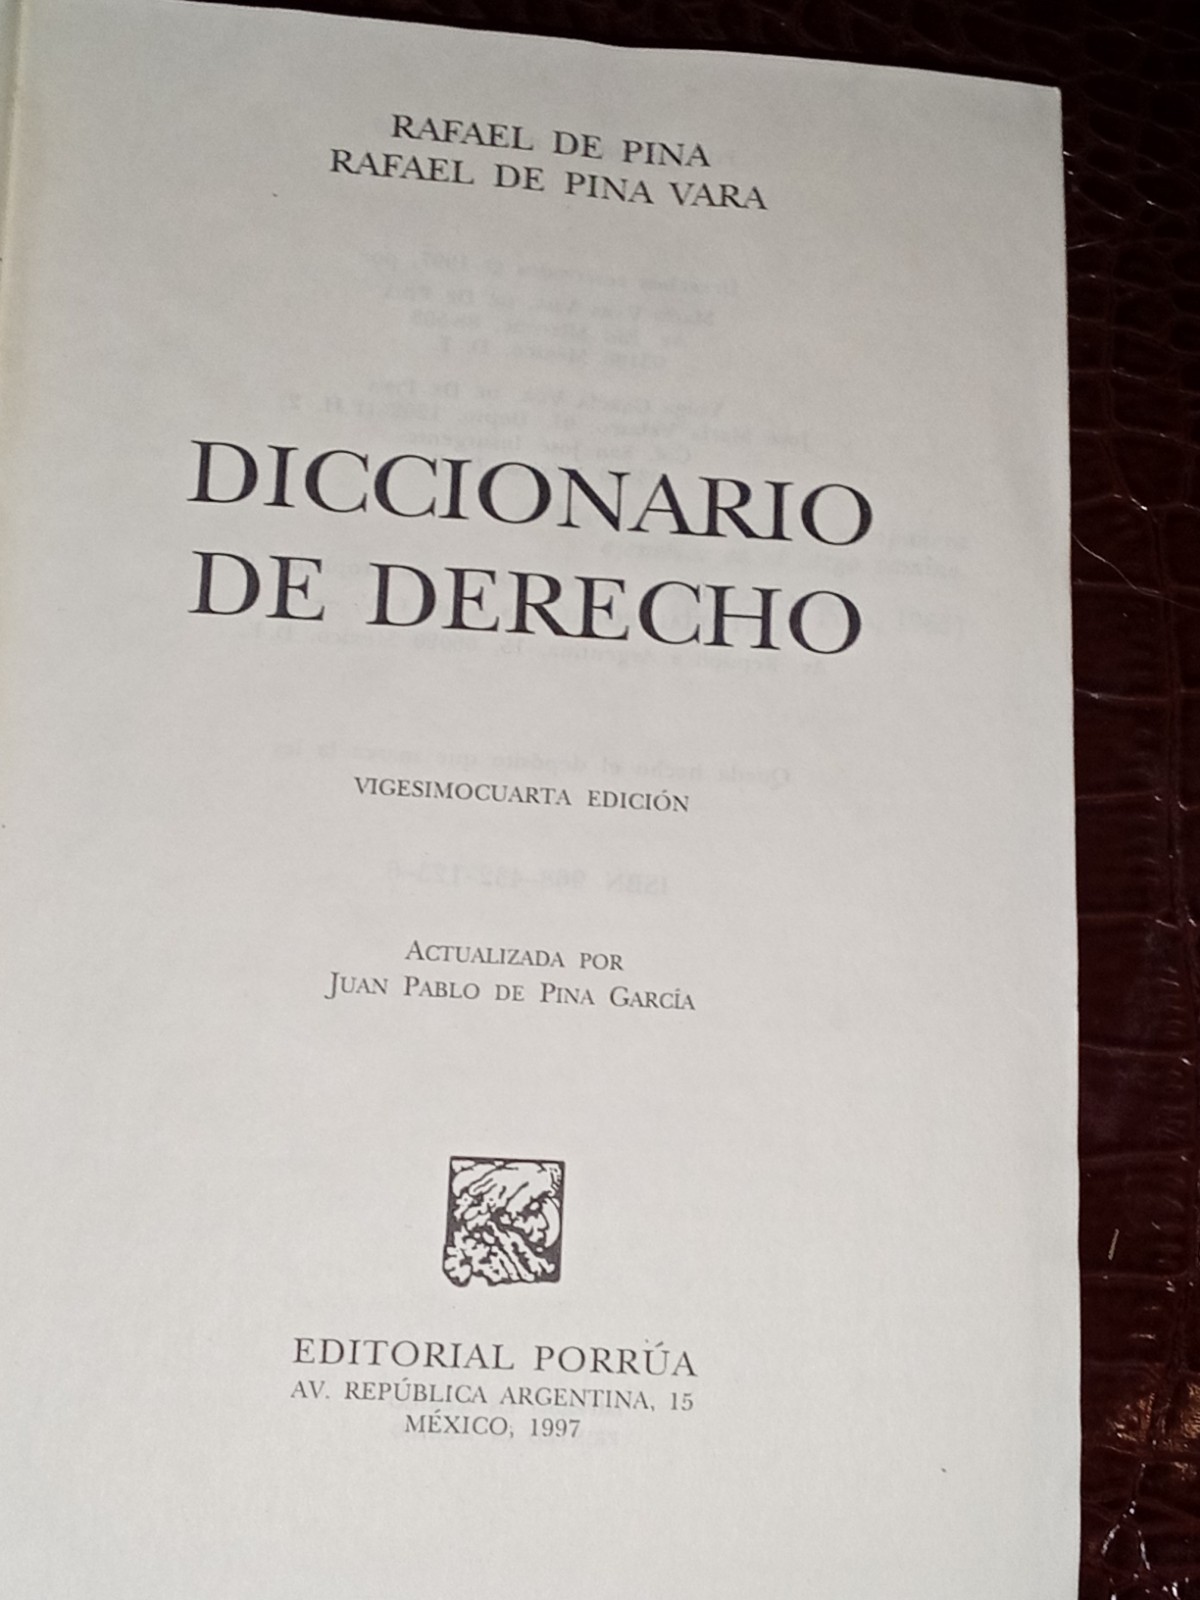 RAFAEL DE PINA
RAFAEL DE PINA VARA
DICCIONARIO
DE DERECHO
VIGESIMOCUARTA EDICIÓN
ACTUALIZADA POR
JUAN PABLO DE PINA GARCÍA
EDITORIAL PORRÚA
AV. REPÚBLICA ARGENTINA, 15
MÉXICO, 1997